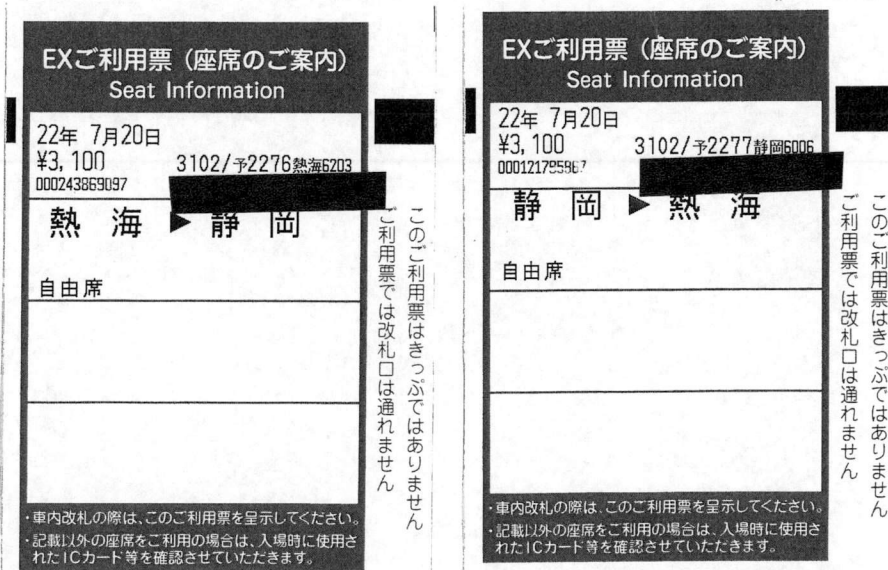 EXご利用票（座席のご案内）
Seat Information
22年 7月20日
¥3,100 3102/予2276熱海6203
000243869097
熱海 ▶ 静岡
自由席
・車内改札の際は、このご利用票を呈示してください。
・記載以外の座席をご利用の場合は、入場時に使用さ
れたICカード等を確認させていただきます。
このご利用票はきっぷではありません
ご利用票では改札口は通れません
EXご利用票（座席のご案内）
Seat Information
22年 7月20日
¥3,100 3102/予2277静岡6006
静岡 ▶ 熱海
自由席
・車内改札の際は、このご利用票を呈示してください。
・記載以外の座席をご利用の場合は、入場時に使用さ
れたICカード等を確認させていただきます。
このご利用票はきっぷではありません
ご利用票では改札口は通れません